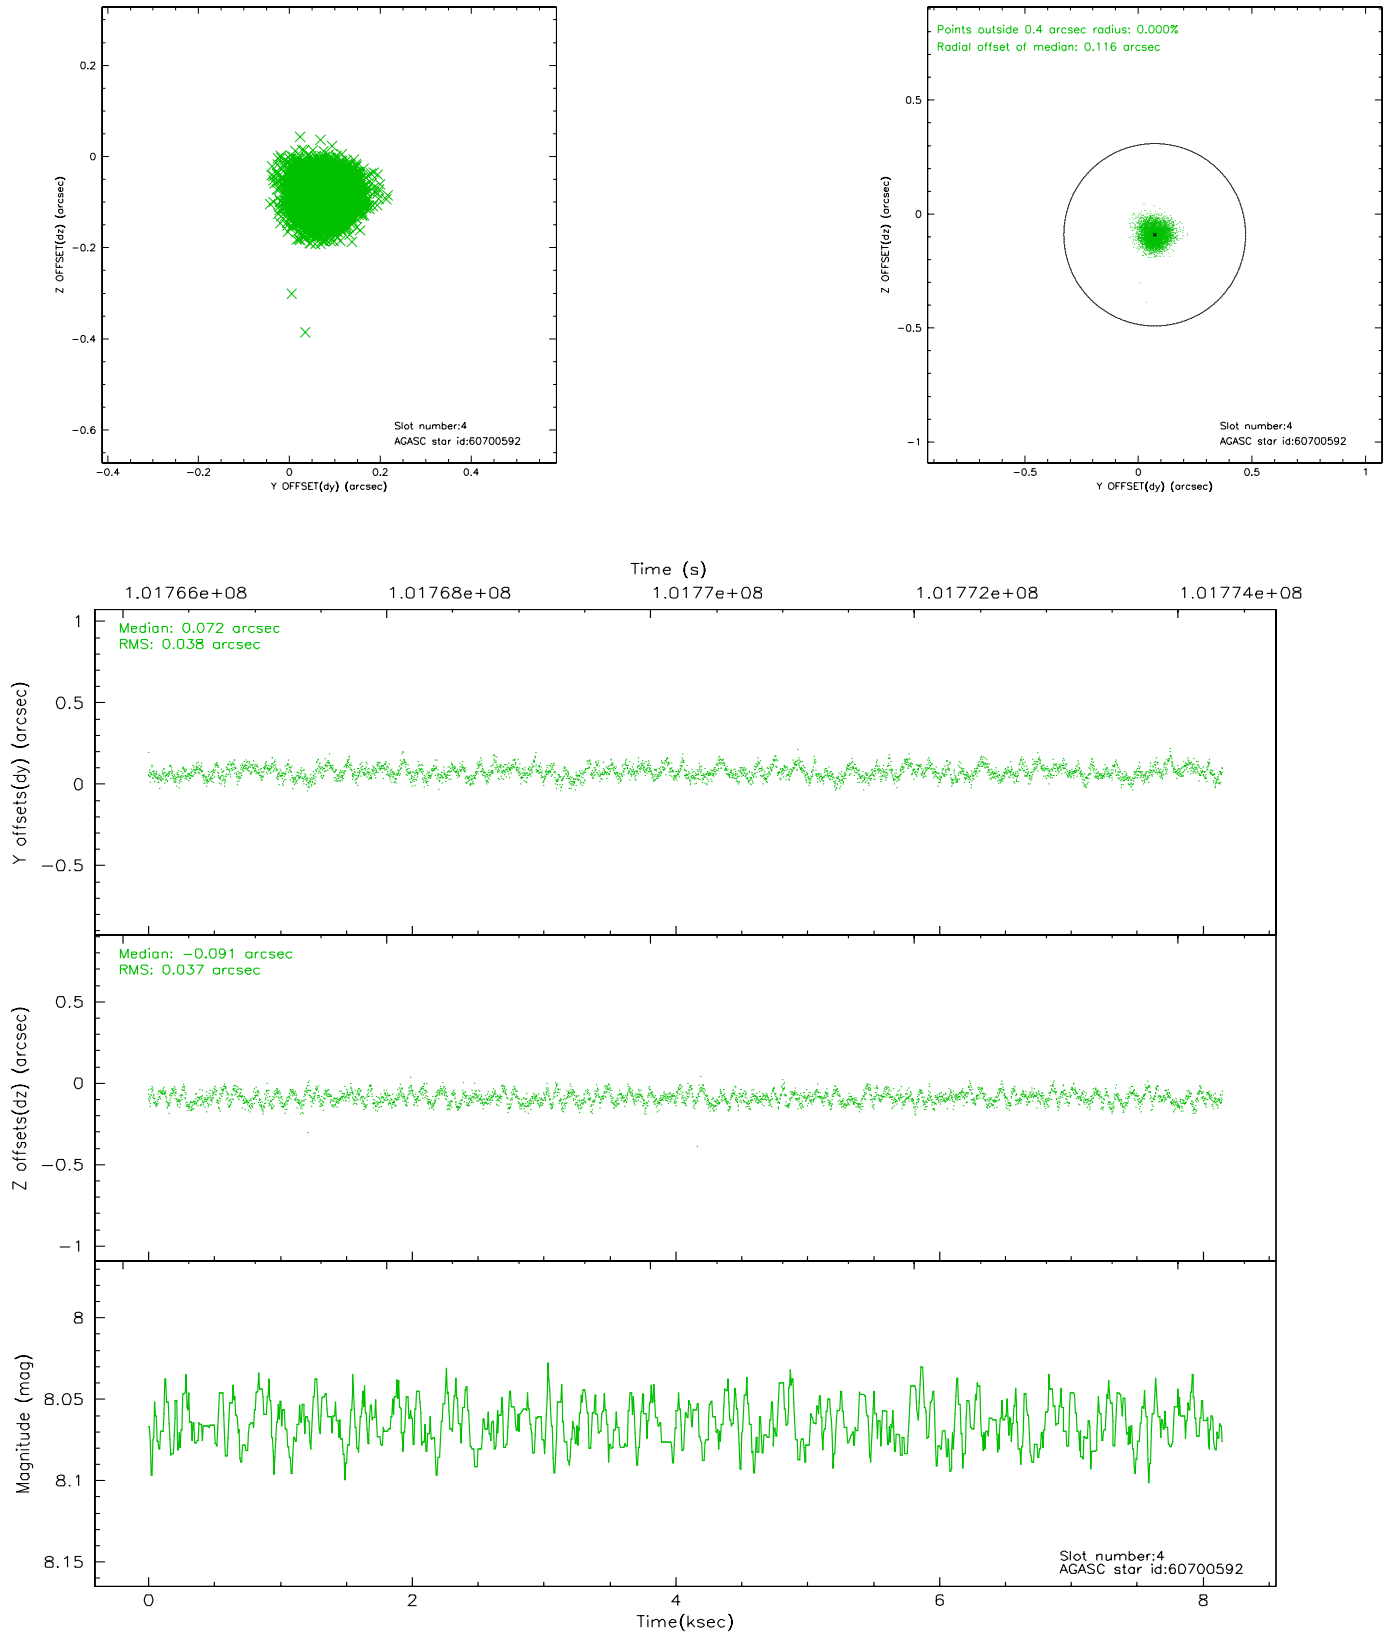 0.2
0
−0.2
−0.4
−0.6
Z OFFSET(dz) (arcsec)
Slot number:4
AGASC star id:60700592
−0.4 −0.2 0 0.2 0.4
Y OFFSET(dy) (arcsec)
Points outside 0.4 arcsec radius: 0.000%
Radial offset of median: 0.116 arcsec
0.5
0
−0.5
−1
Z OFFSET(dz) (arcsec)
Slot number:4
AGASC star id:60700592
−0.5 0 0.5 1
Y OFFSET(dy) (arcsec)
Time (s)
1.01766e+08 1.01768e+08 1.0177e+08 1.01772e+08 1.01774e+08
Median: 0.072 arcsec
RMS: 0.038 arcsec
1
0.5
0
−0.5
Y offsets(dy) (arcsec)
Median: −0.091 arcsec
RMS: 0.037 arcsec
0.5
0
−0.5
−1
Z offsets(dz) (arcsec)
8
8.05
8.1
8.15
Magnitude (mag)
Slot number:4
AGASC star id:60700592
0 2 4 6 8
Time(ksec)